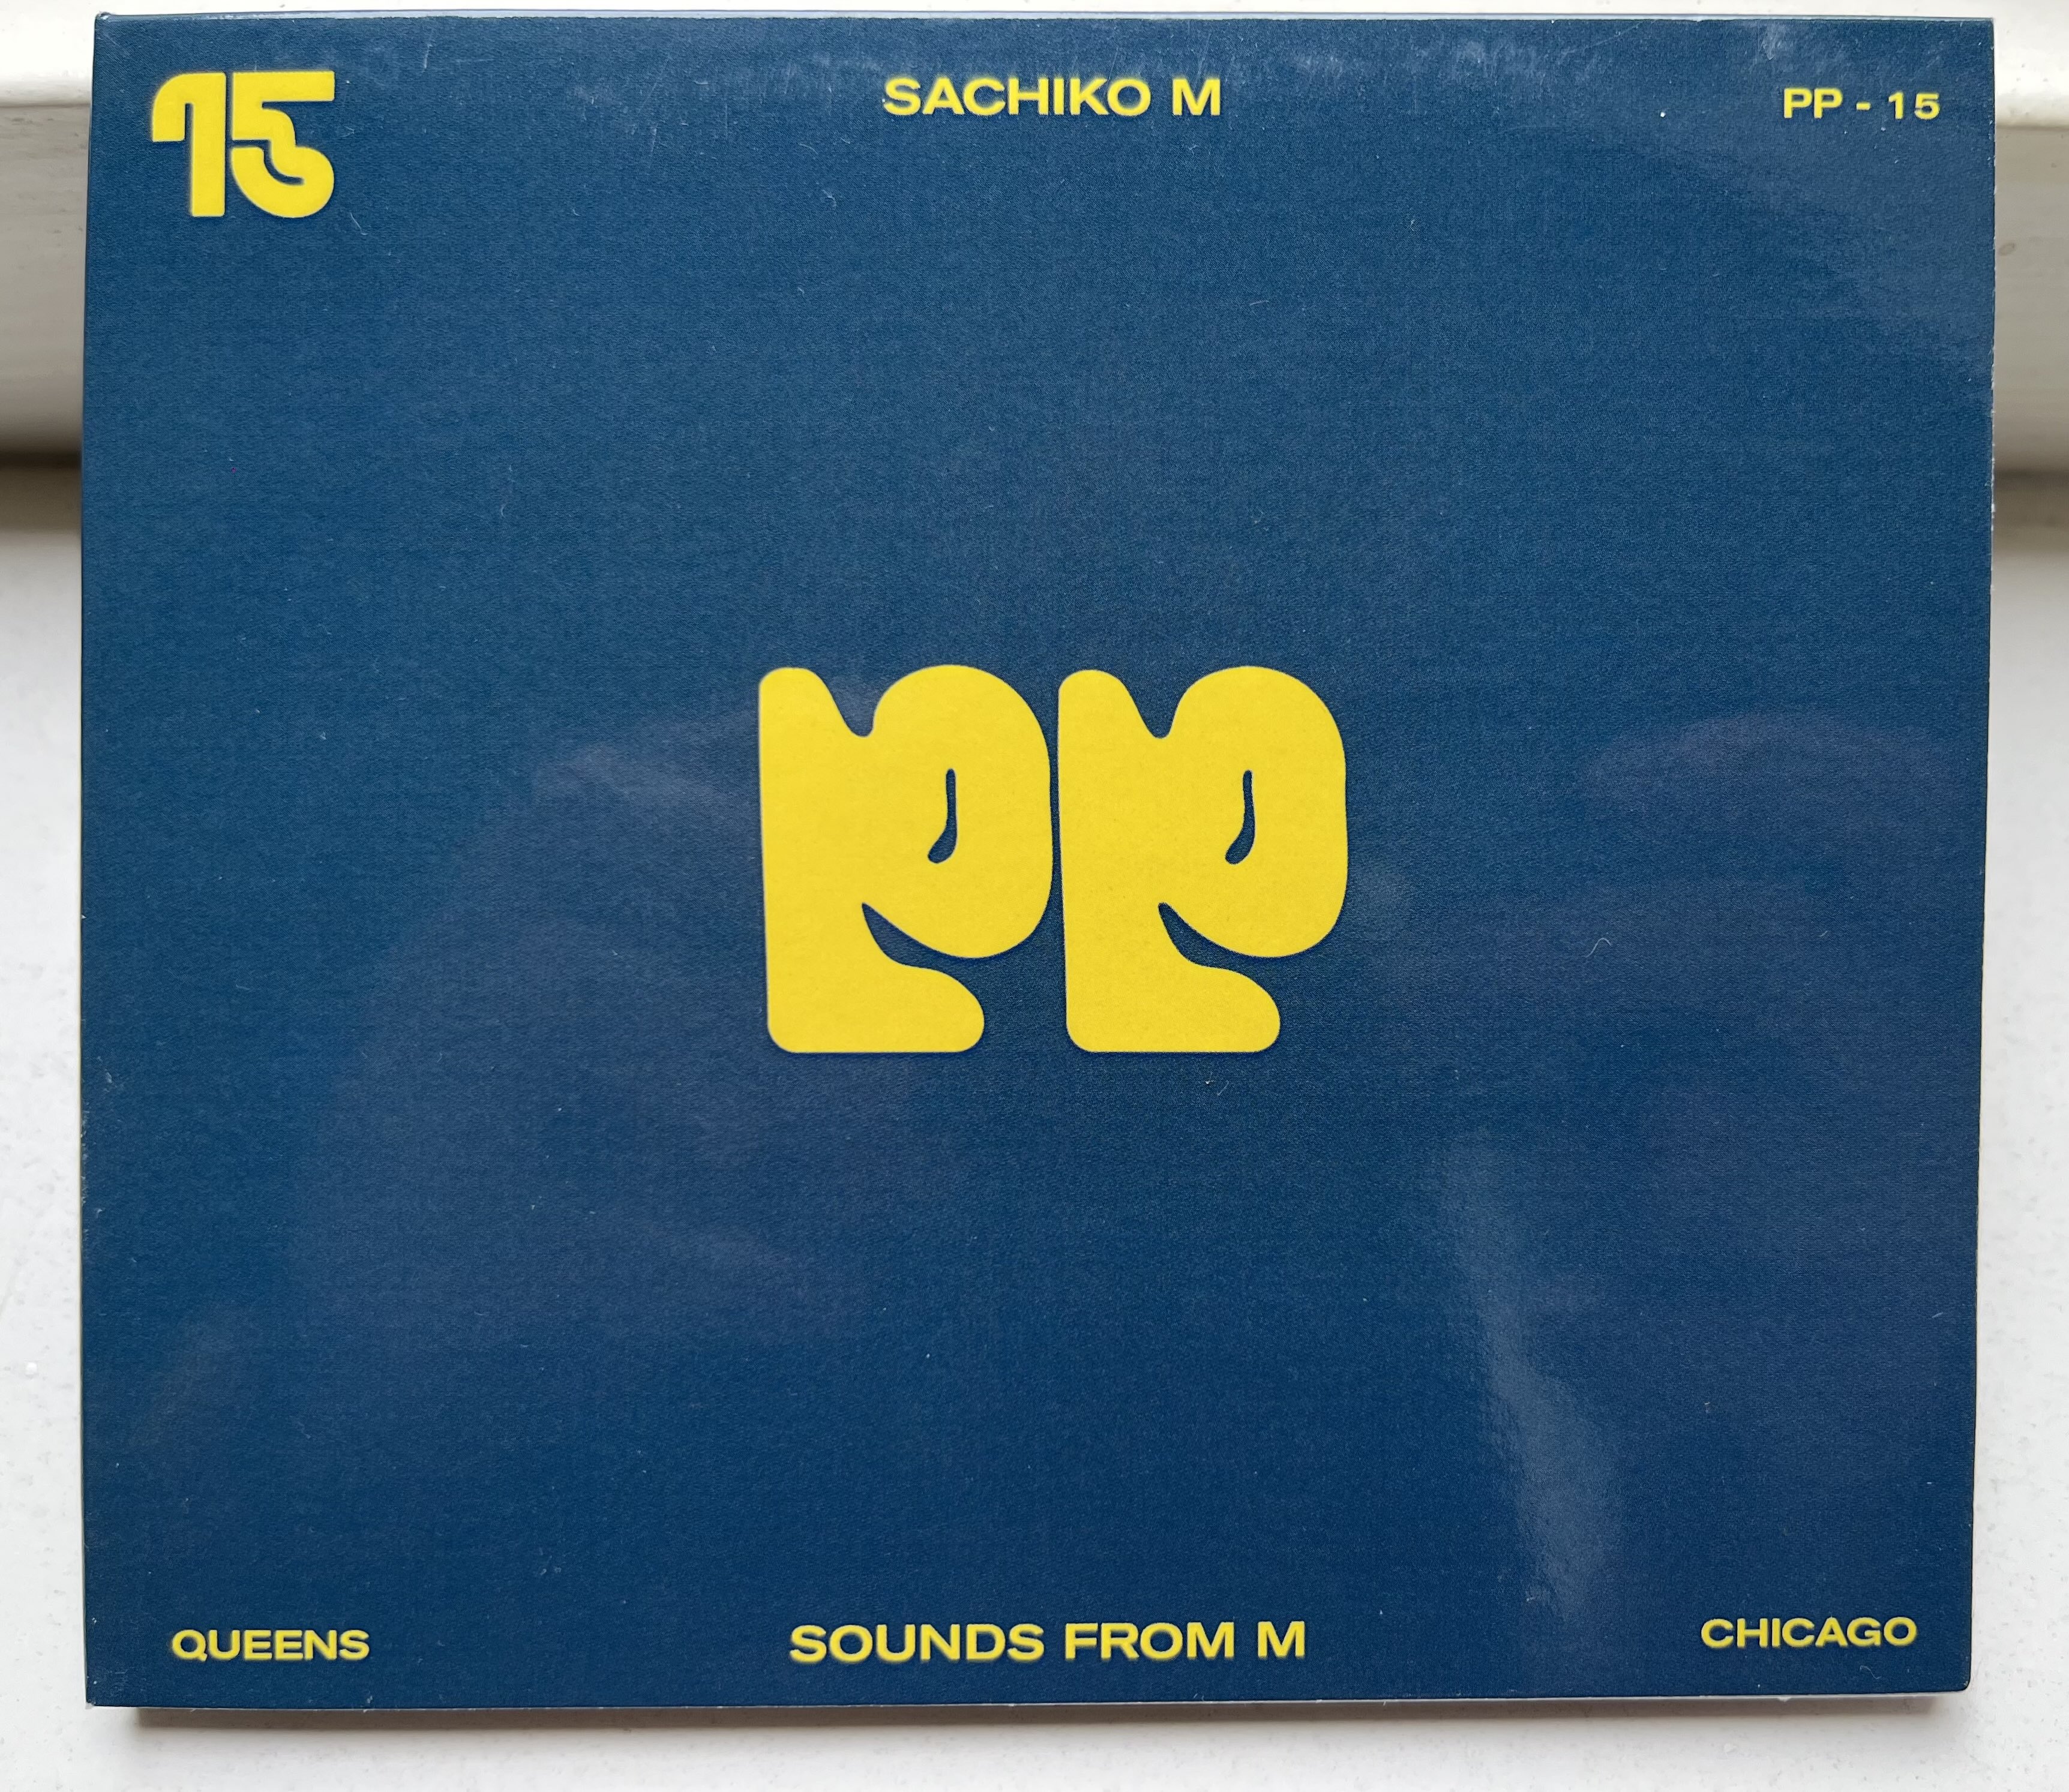 15
SACHIKO M
PP - 15
PP
QUEENS
SOUNDS FROM M
CHICAGO